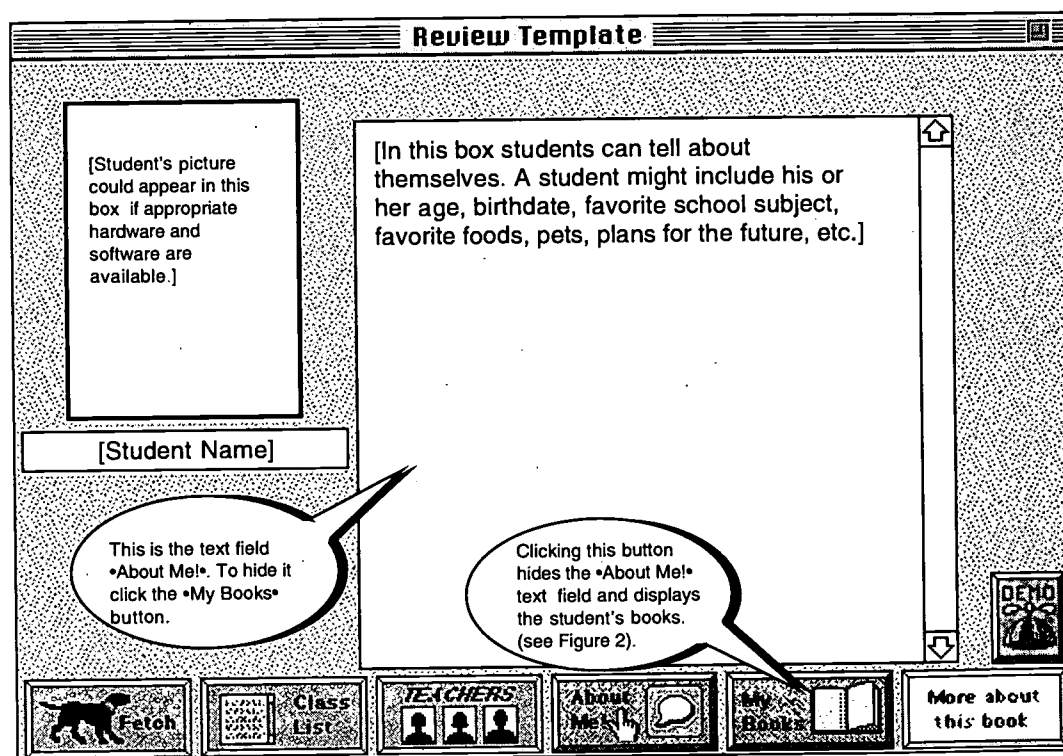 Review Template
[Student's picture
could appear in this
box if appropriate
hardware and
software are
available.]
[In this box students can tell about
themselves. A student might include his or
her age, birthdate, favorite school subject,
favorite foods, pets, plans for the future, etc.]
[Student Name]
This is the text field
•About Me!•. To hide it
click the •My Books•
button.
Clicking this button
hides the •About Me!•
text field and displays
the student's books.
(see Figure 2).
DEMO
Fetch
Class
List
TEACHERS
About
Me!
My
Books
More about
this book